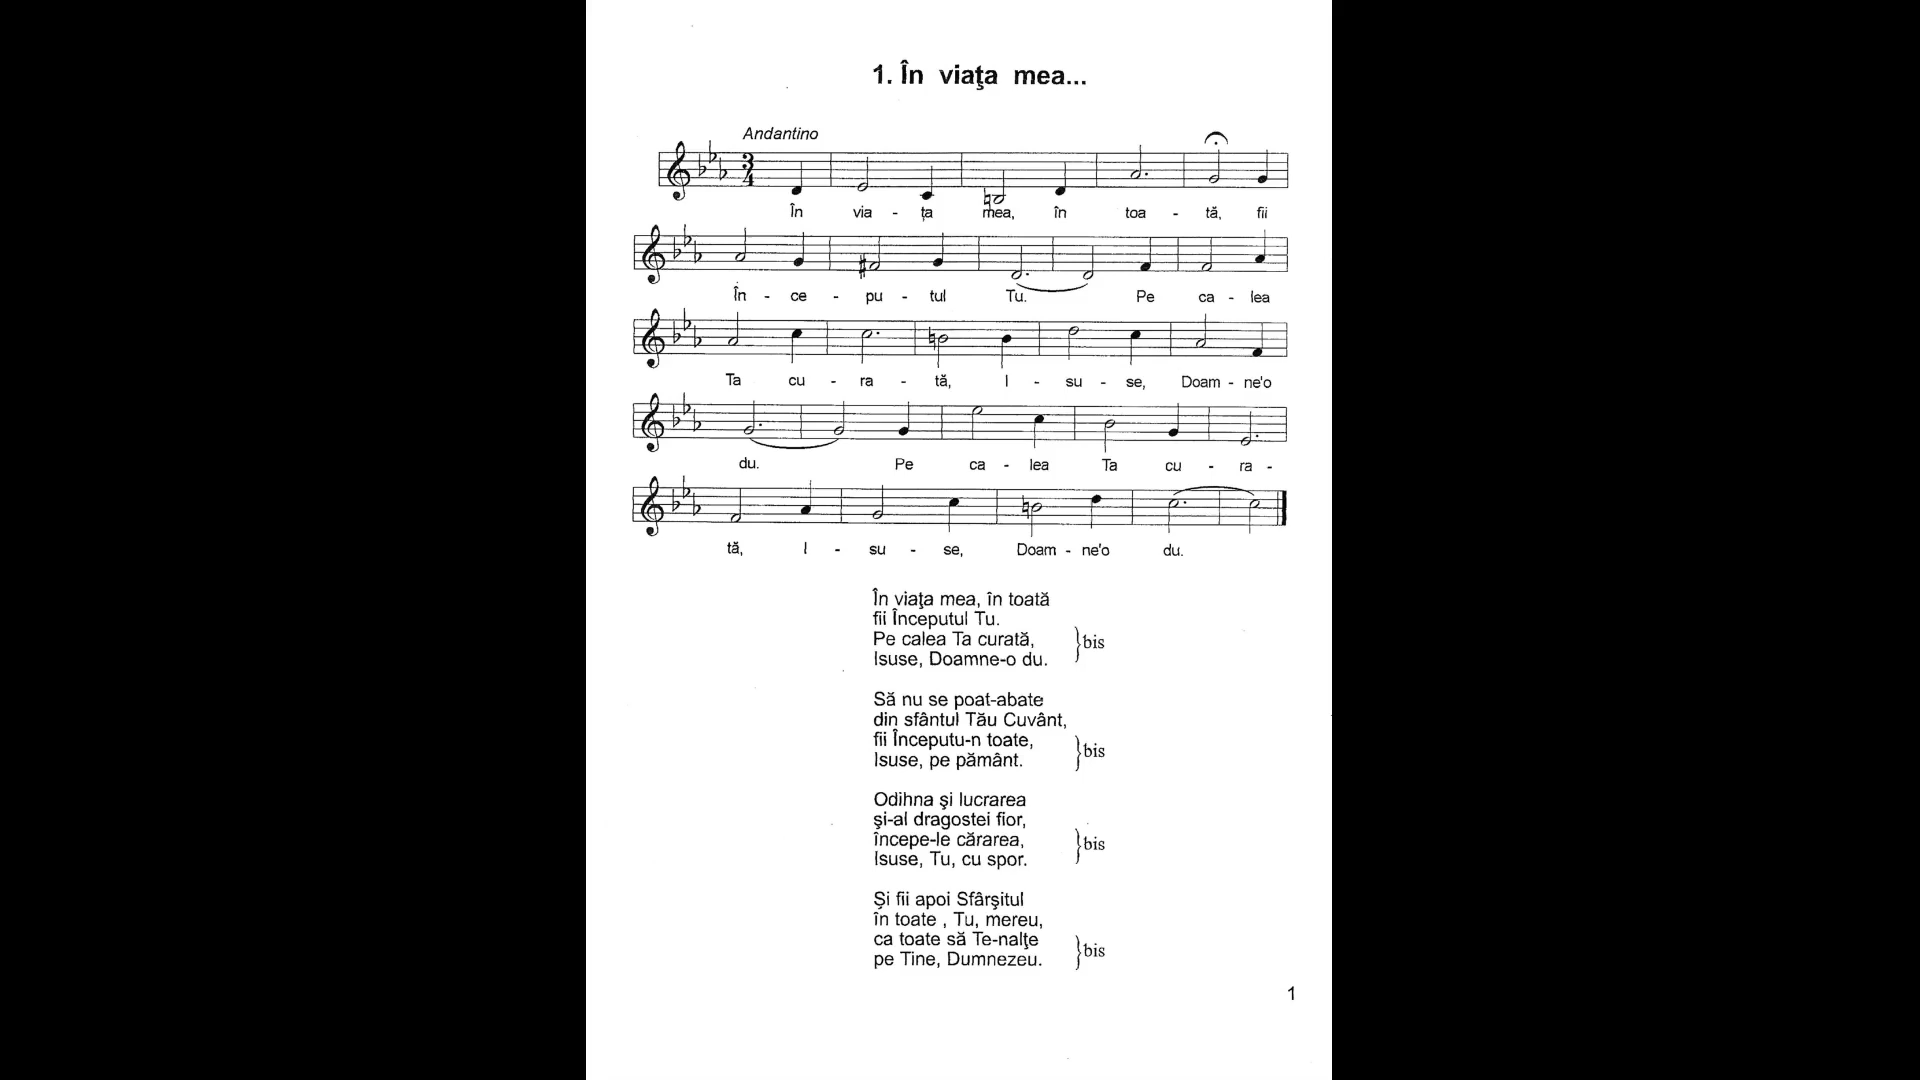 1. În viaţa mea...
Andantino
3
4
În via - ţa mea, în toa - tă, fii
În - ce - pu - tul Tu. Pe ca - lea
Ta cu - ra - tă, I - su - se, Doam - ne'o
du. Pe ca - lea Ta cu - ra -
tă, I - su - se, Doam - ne'o du.
În viaţa mea, în toată
fii Începutul Tu.
Pe calea Ta curată,
Isuse, Doamne-o du.
bis
Să nu se poat-abate
din sfântul Tău Cuvânt,
fii Începutu-n toate,
Isuse, pe pământ.
bis
Odihna şi lucrarea
şi-al dragostei fior,
începe-le cărarea,
Isuse, Tu, cu spor.
bis
Şi fii apoi Sfârşitul
în toate , Tu, mereu,
ca toate să Te-nalţe
pe Tine, Dumnezeu.
bis
1